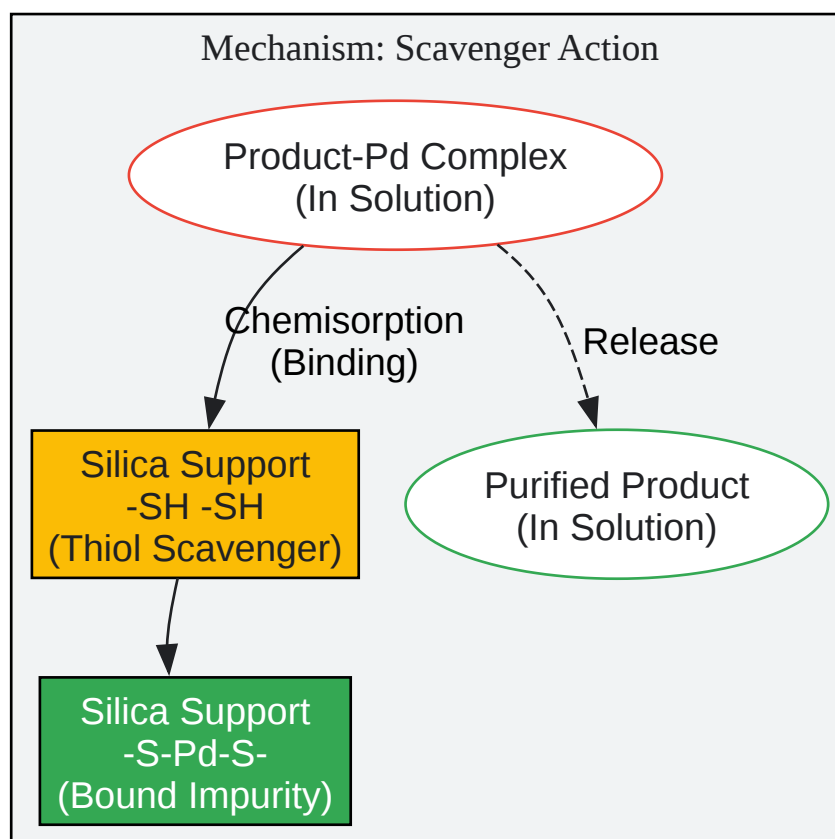 Mechanism: Scavenger Action
Product-Pd Complex
(In Solution)
Chemisorption
(Binding)
Release
Silica Support
-SH -SH
(Thiol Scavenger)
Purified Product
(In Solution)
Silica Support
-S-Pd-S-
(Bound Impurity)